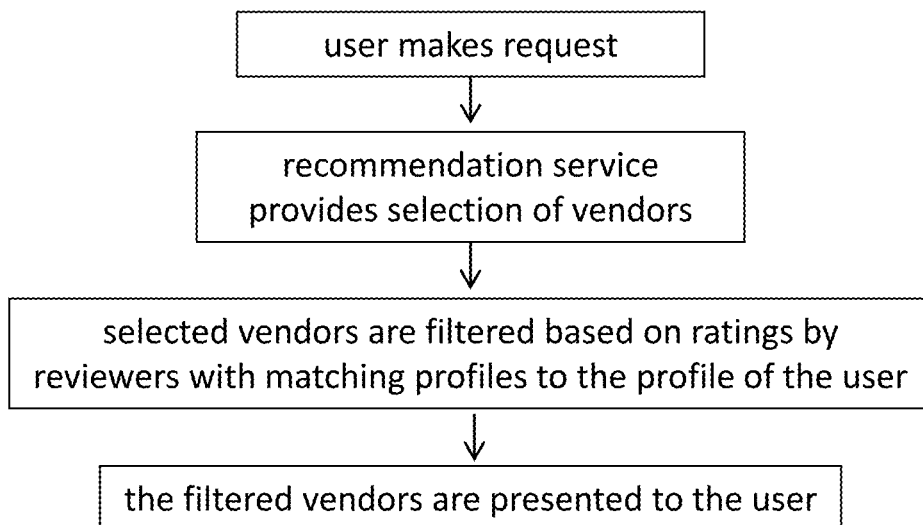 user makes request
recommendation service
provides selection of vendors
selected vendors are filtered based on ratings by
reviewers with matching profiles to the profile of the user
the filtered vendors are presented to the user